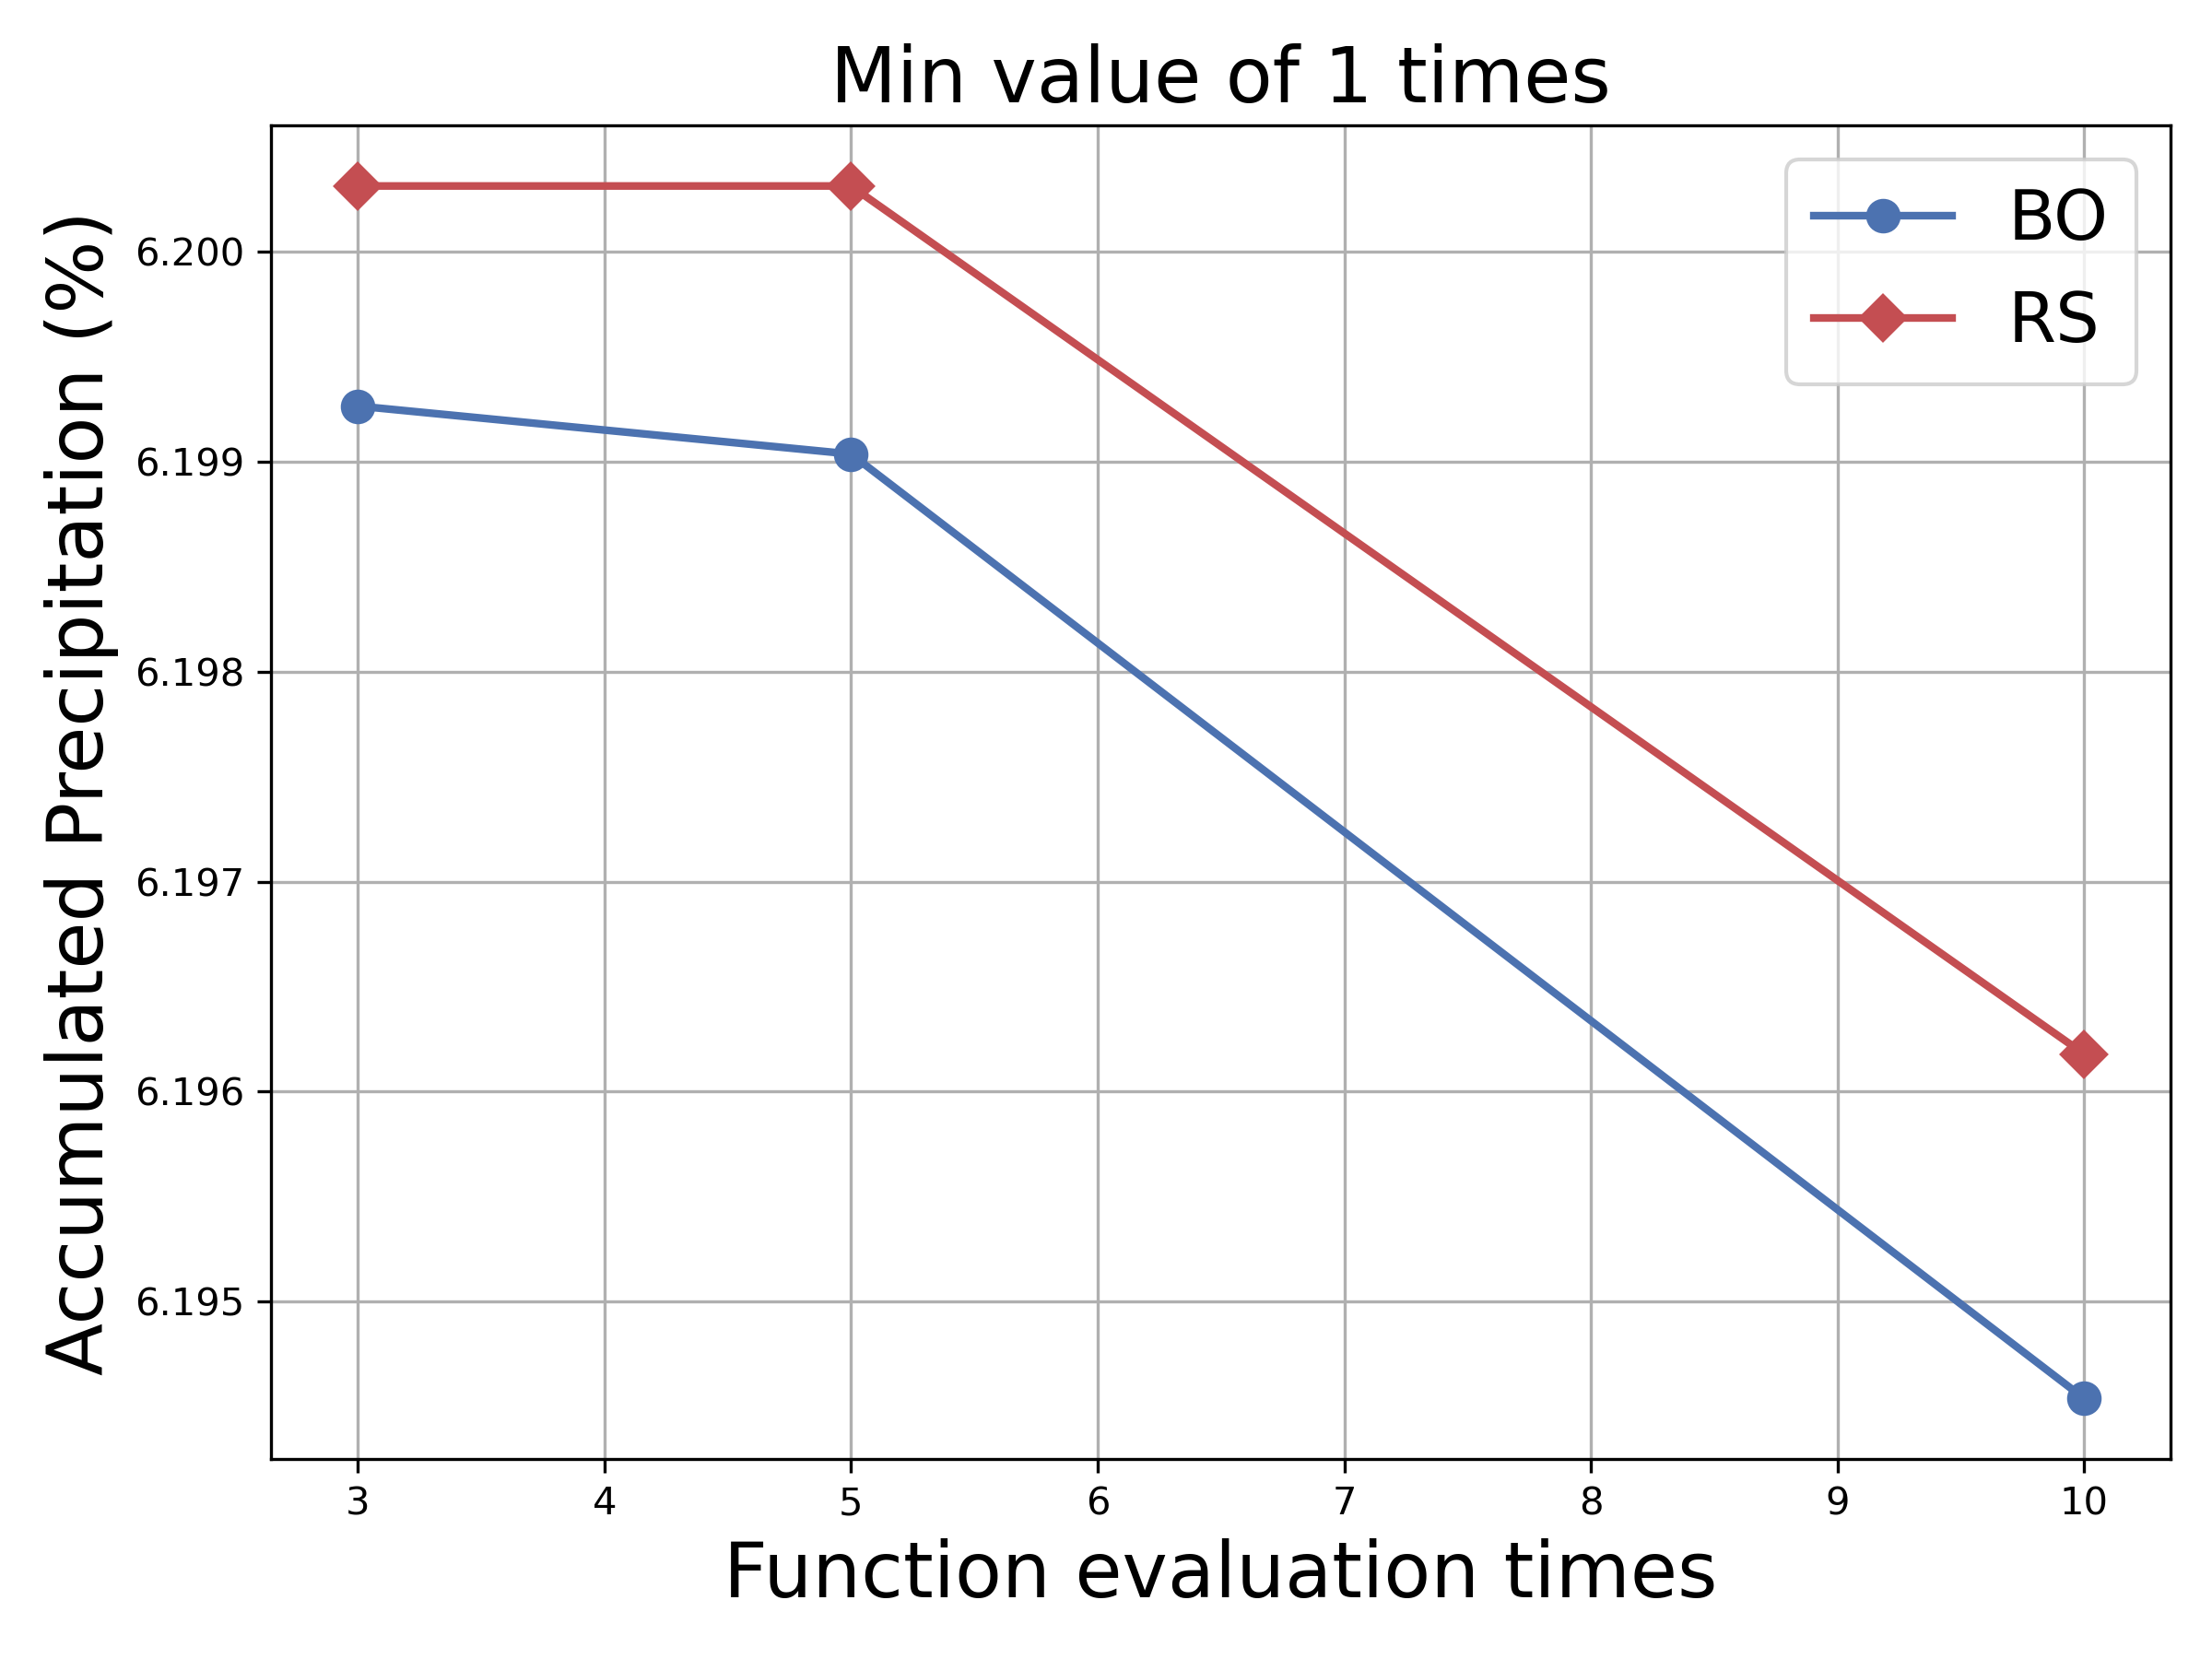 Min value of 1 times
BO
RS
Accumulated Precipitation (%)
6.200
6.199
6.198
6.197
6.196
6.195
3 4 5 6 7 8 9 10
Function evaluation times